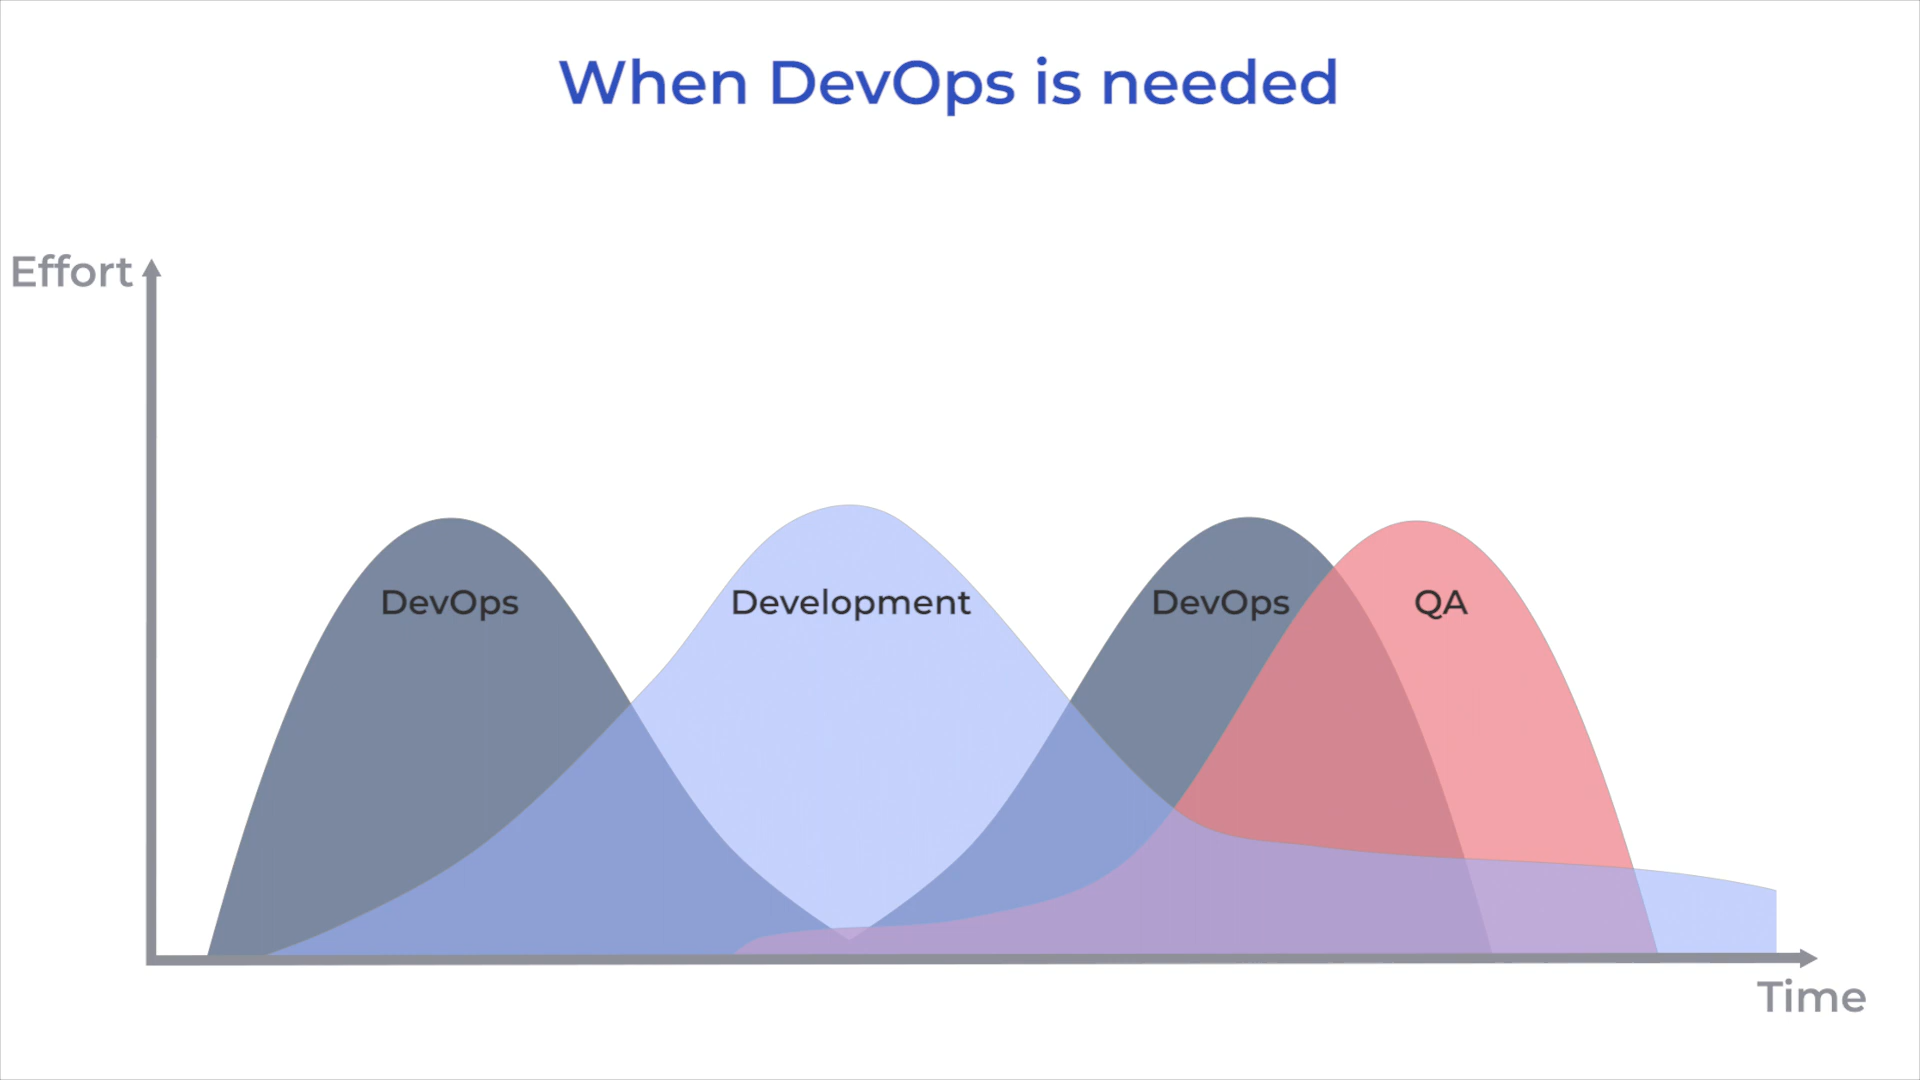 When DevOps is needed
Effort
DevOps
Development
DevOps
QA
Time